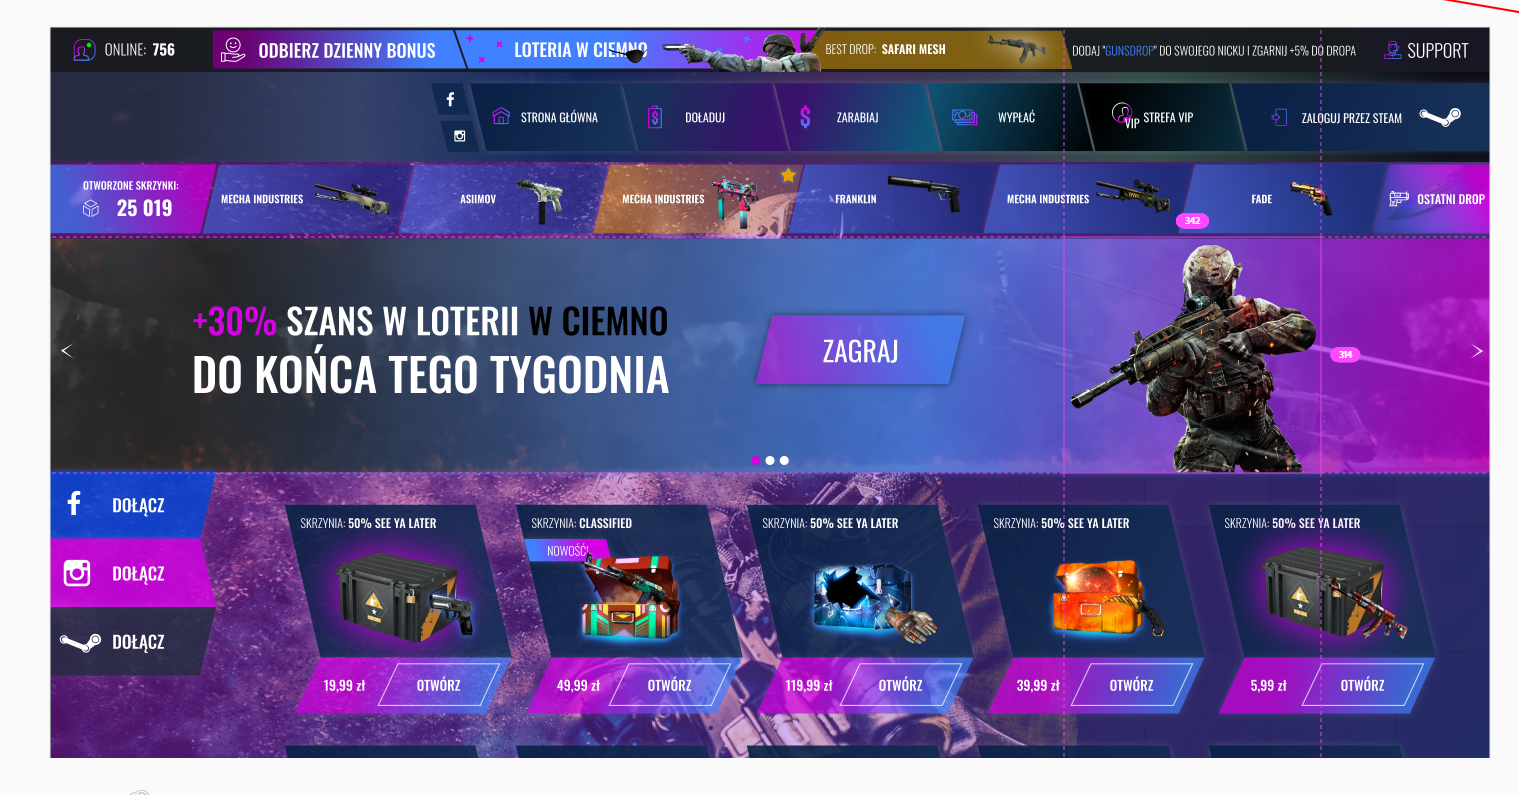 ONLINE: 756
ODBIERZ DZIENNY BONUS
LOTERIA W CIEMNO
BEST DROP: SAFARI MESH
DODAJ "GUNSDROP" DO SWOJEGO NICKU I ZGARNIJ +5% DO DROPA
SUPPORT
STRONA GŁÓWNA
DOŁADUJ
ZARABIAJ
WYPŁAĆ
VIP STREFA VIP
ZALOGUJ PRZEZ STEAM
OTWORZONE SKRZYNKI:
25 019
MECHA INDUSTRIES
ASIIMOV
MECHA INDUSTRIES
FRANKLIN
MECHA INDUSTRIES
FADE
OSTATNI DROP
342
+30% SZANS W LOTERII W CIEMNO
DO KOŃCA TEGO TYGODNIA
ZAGRAJ
314
DOŁĄCZ
DOŁĄCZ
DOŁĄCZ
SKRZYNIA: 50% SEE YA LATER
19,99 zł
OTWÓRZ
SKRZYNIA: CLASSIFIED
NOWOŚĆ!
49,99 zł
OTWÓRZ
SKRZYNIA: 50% SEE YA LATER
119,99 zł
OTWÓRZ
SKRZYNIA: 50% SEE YA LATER
39,99 zł
OTWÓRZ
SKRZYNIA: 50% SEE YA LATER
5,99 zł
OTWÓRZ